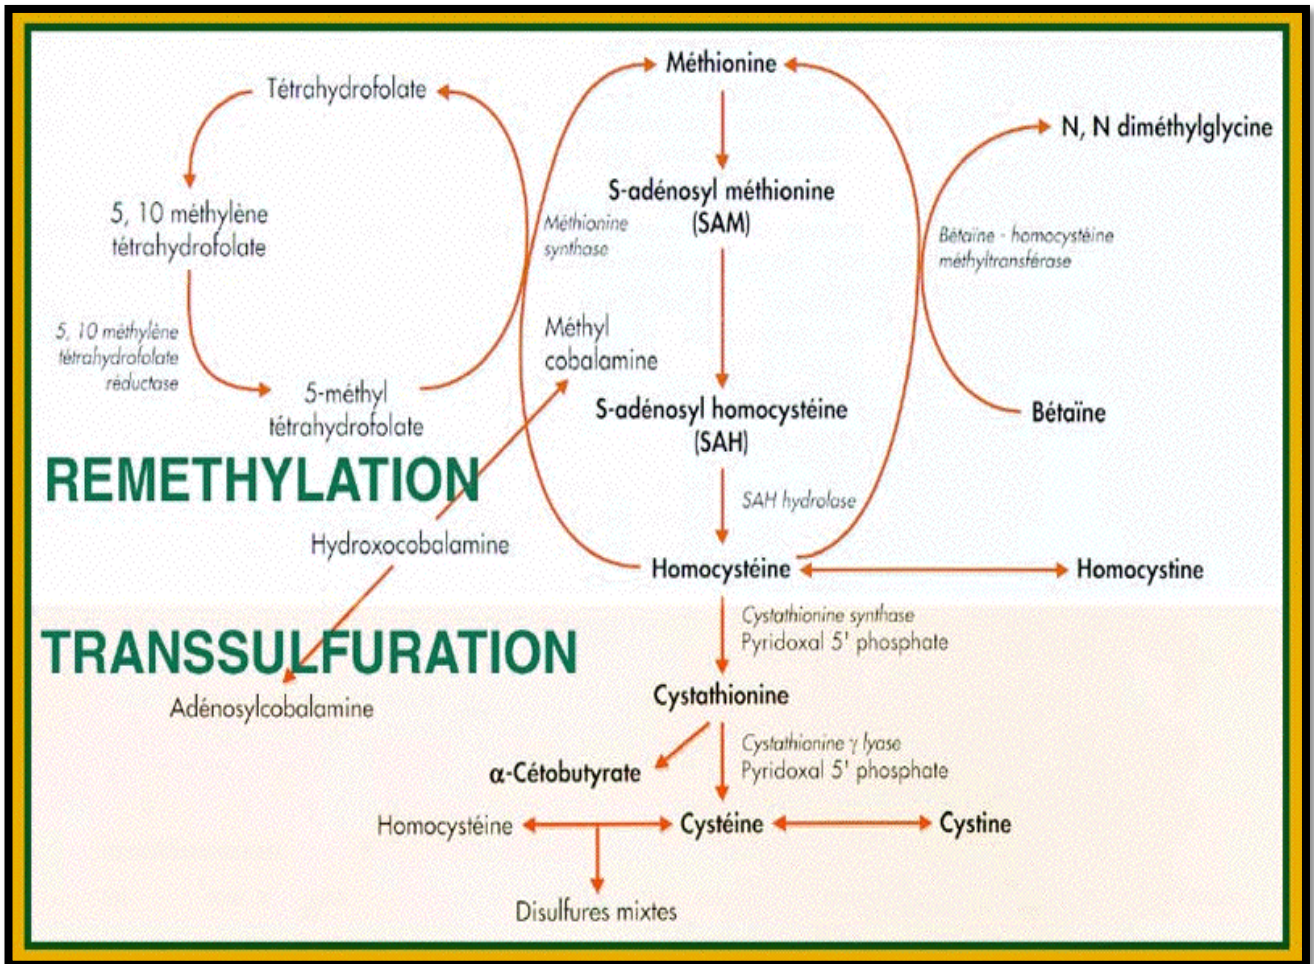 Méthionine
Tétrahydrofolate
N, N diméthylglycine
S-adénosyl méthionine
(SAM)
5, 10 méthylène
tétrahydrofolate
Méthionine
synthase
Bétaïne - homocystéine
méthyltransférase
5, 10 méthylène
tétrahydrofolate
réductase
Méthyl
cobalamine
5-méthyl
tétrahydrofolate
S-adénosyl homocystéine
(SAH)
Bétaïne
REMETHYLATION
SAH hydrolase
Hydroxocobalamine
Homocystéine
Homocystine
Cystathionine synthase
Pyridoxal 5' phosphate
TRANSSULFURATION
Adénosylcobalamine
Cystathionine
Cystathionine γ lyase
Pyridoxal 5' phosphate
α-Cétobutyrate
Homocystéine
Cystéine
Cystine
Disulfures mixtes